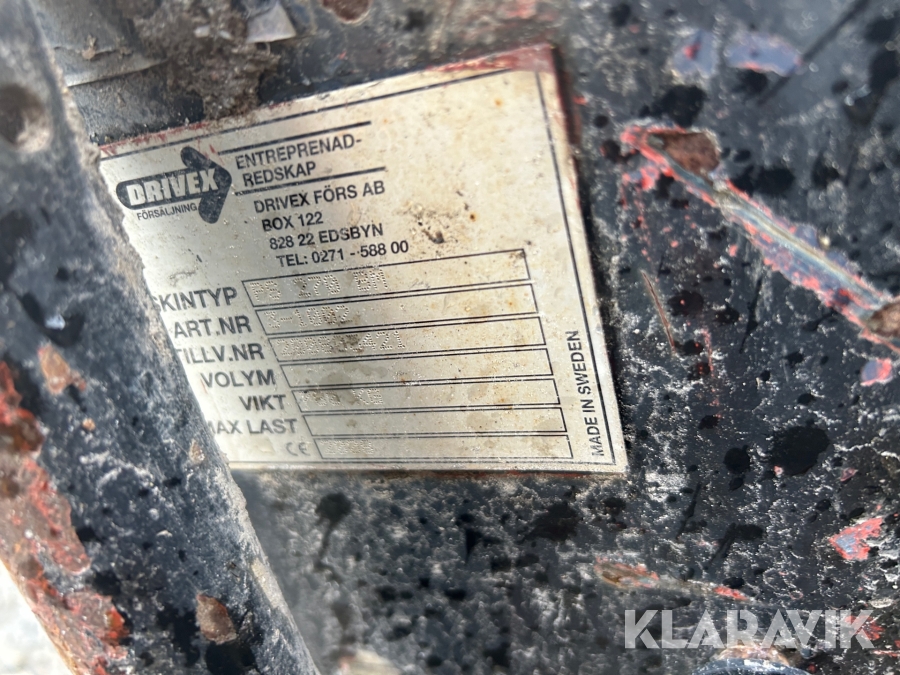 DRIVEX
FÖRSÄLJNING
ENTREPRENAD-
REDSKAP
DRIVEX FÖRS AB
BOX 122
828 22 EDSBYN
TEL: 0271 - 588 00
SKINTYP
ART.NR
TILLV.NR
VOLYM
VIKT
MAX LAST
CE
MADE IN SWEDEN
KLARAVIK